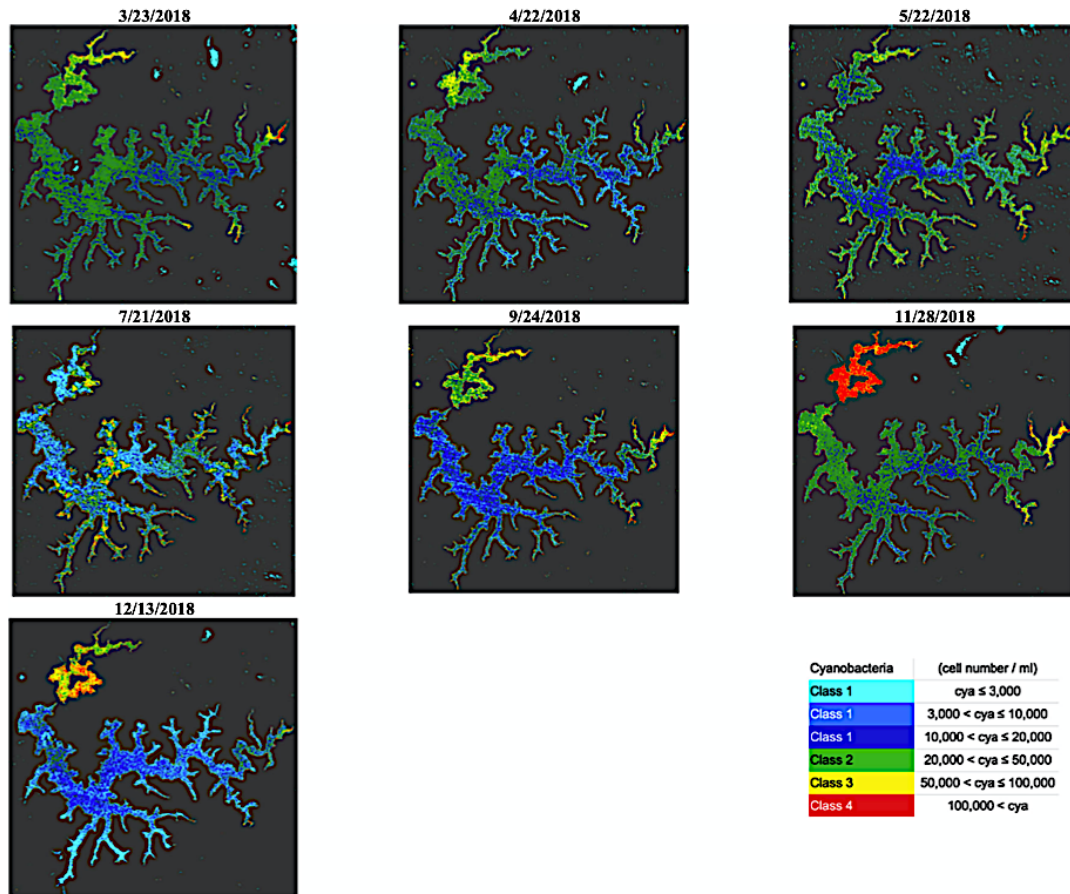 3/23/2018
4/22/2018
5/22/2018
7/21/2018
9/24/2018
11/28/2018
12/13/2018
Cyanobacteria (cell number / ml)
Class 1 cya ≤ 3,000
Class 1 3,000 < cya ≤ 10,000
Class 1 10,000 < cya ≤ 20,000
Class 2 20,000 < cya ≤ 50,000
Class 3 50,000 < cya ≤ 100,000
Class 4 100,000 < cya